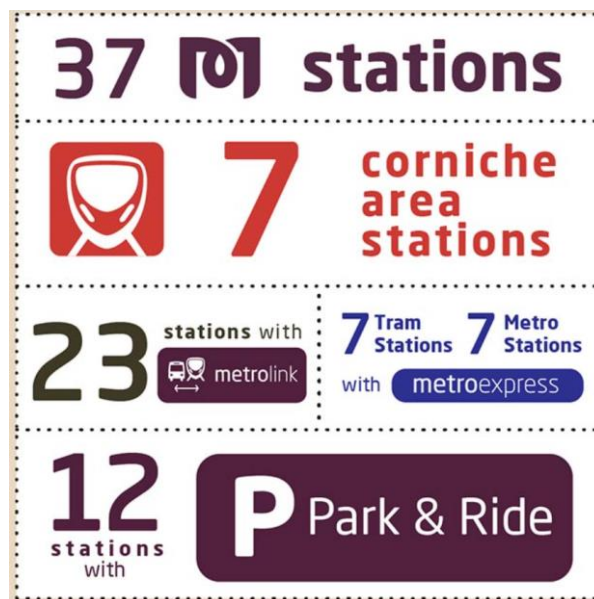 37 stations
7 corniche
area
stations
23 stations with
metrolink
7 Tram Stations 7 Metro Stations
with metroexpress
12
stations
with
P Park & Ride